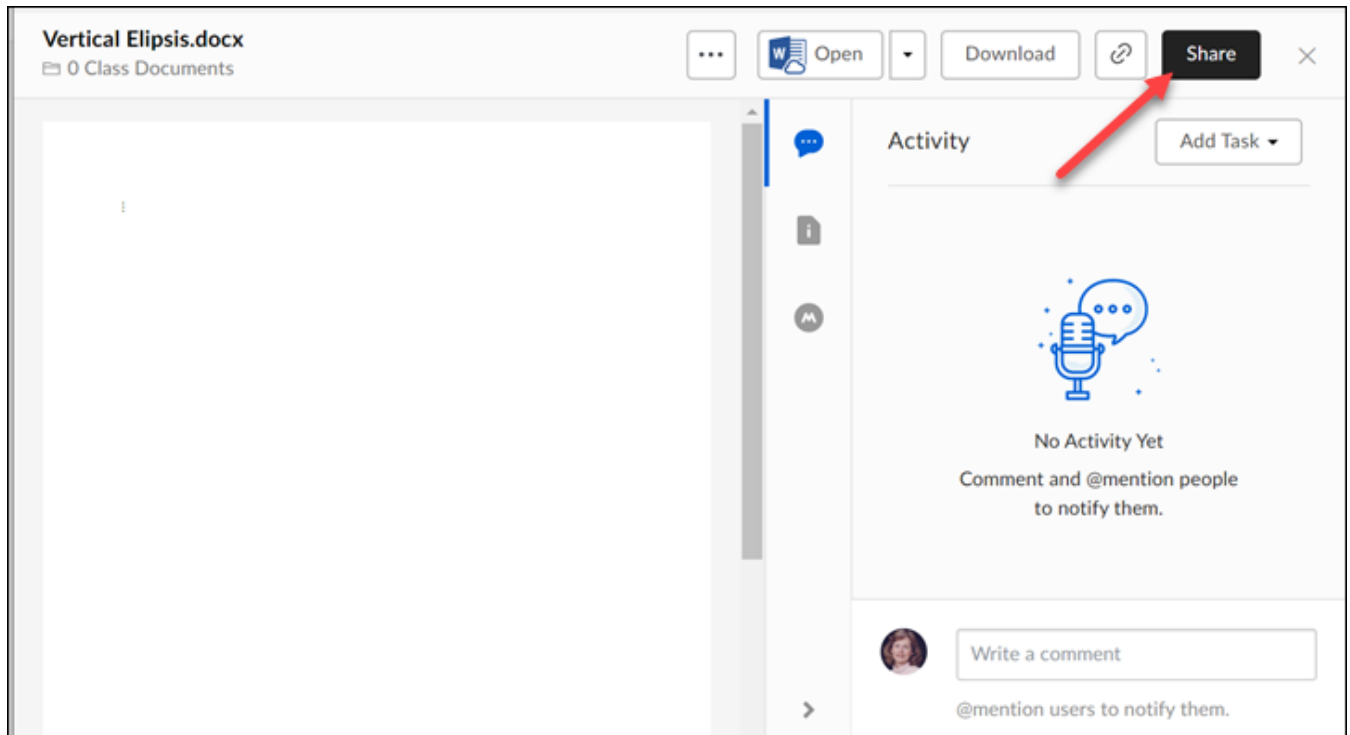 Vertical Elipsis.docx
0 Class Documents
Open
Download
Share
Activity
Add Task
No Activity Yet
Comment and @mention people
to notify them.
Write a comment
@mention users to notify them.